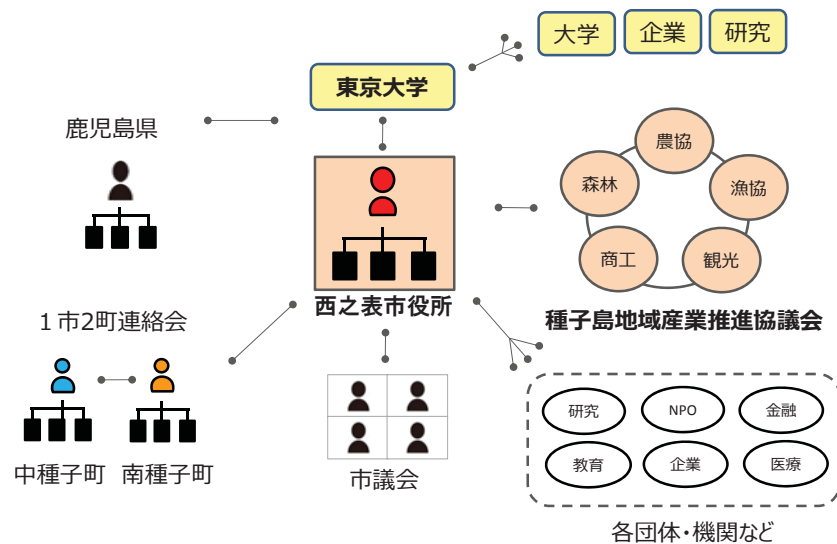 大学
企業
研究
東京大学
鹿児島県
農協
森林
漁協
商工
観光
西之表市役所
種子島地域産業推進協議会
１市2町連絡会
研究
NPO
金融
教育
企業
医療
中種子町
南種子町
市議会
各団体・機関など